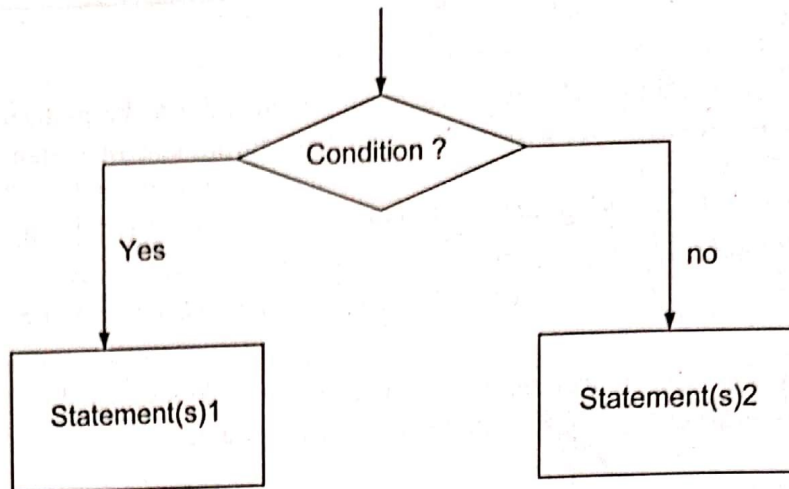 Condition ?
Yes
no
Statement(s)1
Statement(s)2